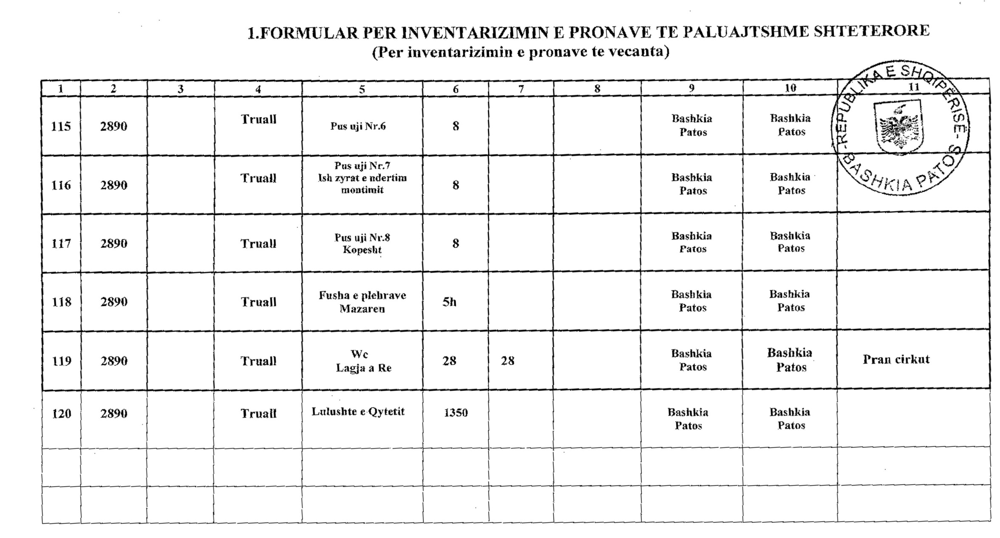 1.FORMULAR PER INVENTARIZIMIN E PRONAVE TE PALUAJTSHME SHTETERORE
(Per inventarizimin e pronave te vecanta)
1 2 3 4 5 6 7 8 9 10 11
-REPUBLIKA E SHQIPËRISË-
BASHKIA PATOS
115 2890 Truall Pus uji Nr.6 8 Bashkia Patos Bashkia Patos
116 2890 Truall Pus uji Nr.7 Ish zyrat e ndertim montimit 8 Bashkia Patos Bashkia Patos
117 2890 Truall Pus uji Nr.8 Kopesht 8 Bashkia Patos Bashkia Patos
118 2890 Truall Fusha e plehrave Mazaren 5h Bashkia Patos Bashkia Patos
119 2890 Truall Wc Lagja a Re 28 28 Bashkia Patos Bashkia Patos Pran cirkut
120 2890 Truall Lulushte e Qytetit 1350 Bashkia Patos Bashkia Patos